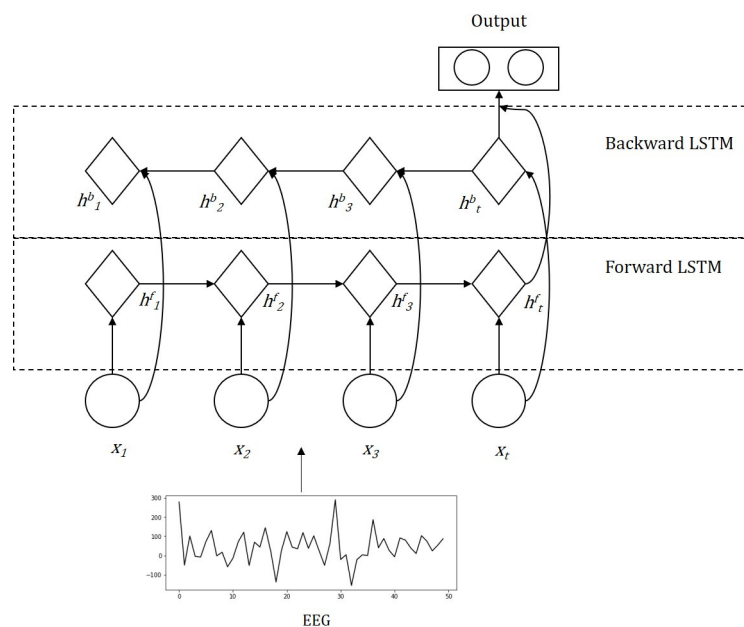 Output
Backward LSTM
h^b_1 h^b_2 h^b_3 h^b_t
Forward LSTM
h^f_1 h^f_2 h^f_3 h^f_t
x_1 x_2 x_3 x_t
300
200
100
0
−100
0 10 20 30 40 50
EEG